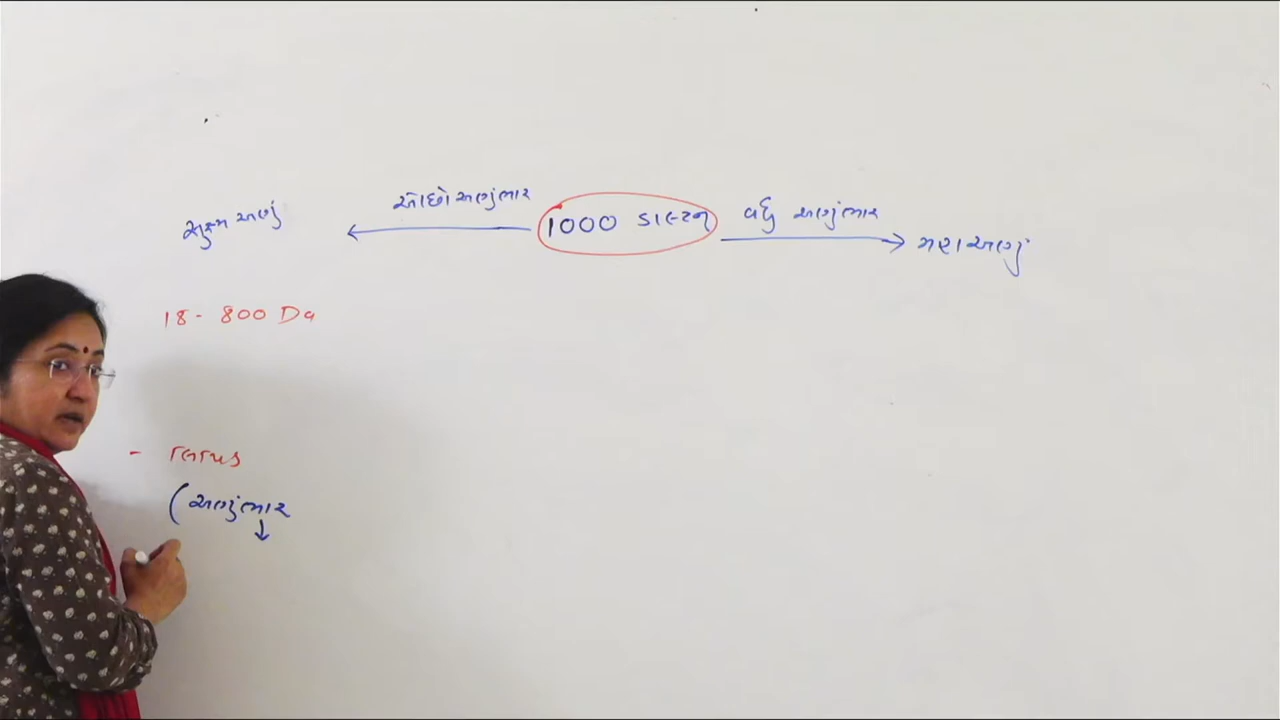 ઓછો અણુંભાર
સુક્ષ્મ અણું
1000 ડાલ્ટન
વધુ અણુંભાર
મહાઅણું
18 - 800 Da
-
(અણુંભાર
↓